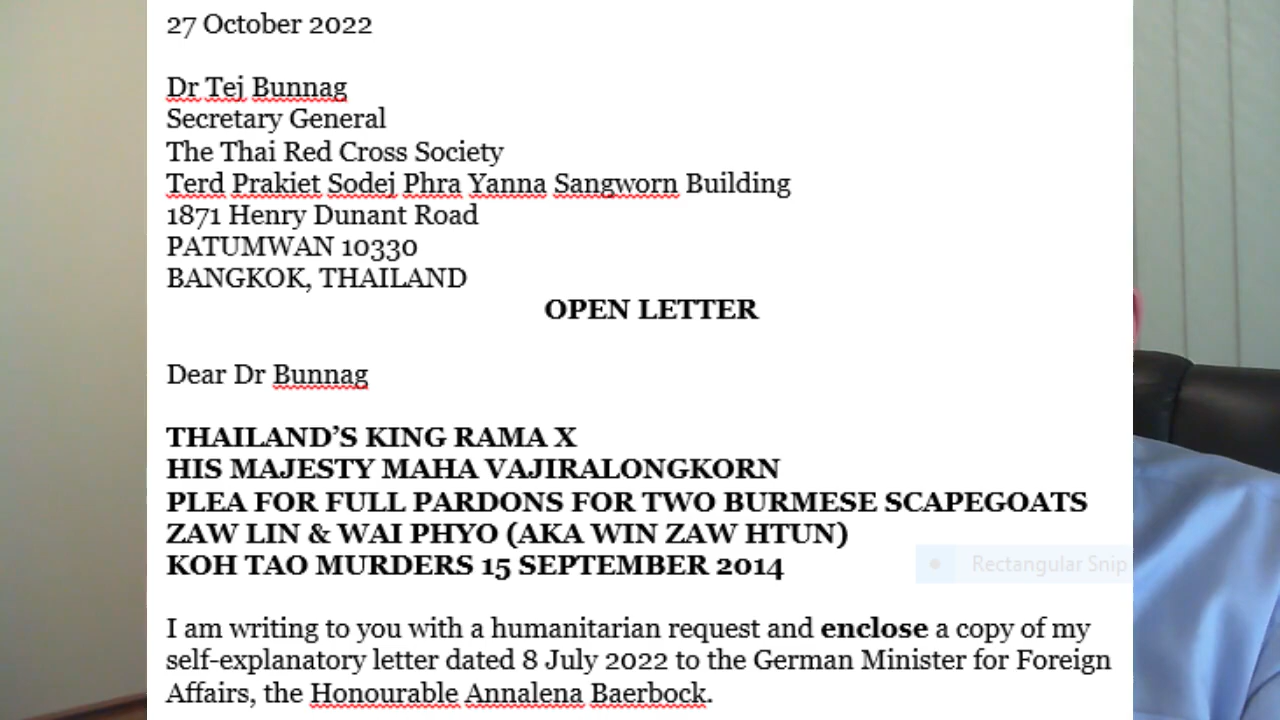 27 October 2022
Dr Tej Bunnag
Secretary General
The Thai Red Cross Society
Terd Prakiet Sodej Phra Yanna Sangworn Building
1871 Henry Dunant Road
PATUMWAN 10330
BANGKOK, THAILAND
OPEN LETTER
Dear Dr Bunnag
THAILAND’S KING RAMA X
HIS MAJESTY MAHA VAJIRALONGKORN
PLEA FOR FULL PARDONS FOR TWO BURMESE SCAPEGOATS
ZAW LIN & WAI PHYO (AKA WIN ZAW HTUN)
KOH TAO MURDERS 15 SEPTEMBER 2014
Rectangular Snip
I am writing to you with a humanitarian request and enclose a copy of my
self-explanatory letter dated 8 July 2022 to the German Minister for Foreign
Affairs, the Honourable Annalena Baerbock.